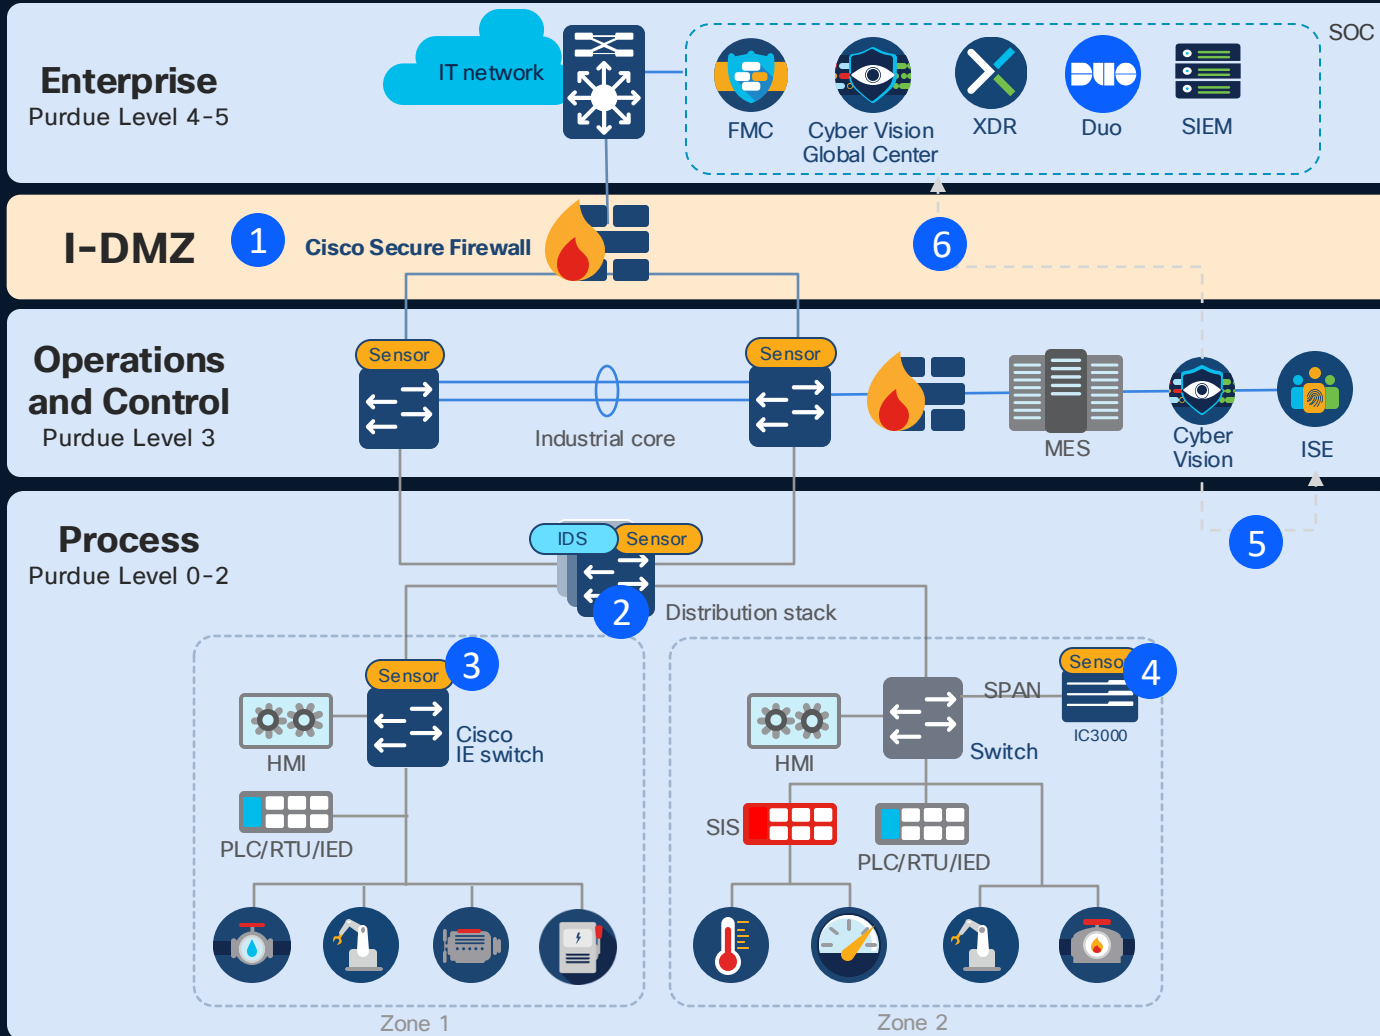 SOC
Enterprise
Purdue Level 4-5
IT network
FMC
Cyber Vision
Global Center
XDR
DUO
Duo
SIEM
I-DMZ
1
Cisco Secure Firewall
6
Operations
and Control
Purdue Level 3
Sensor
Sensor
Industrial core
MES
Cyber
Vision
ISE
Process
Purdue Level 0-2
IDS
Sensor
2
Distribution stack
5
Sensor
3
HMI
Cisco
IE switch
PLC/RTU/IED
Zone 1
SPAN
Senso
4
IC3000
HMI
Switch
SIS
PLC/RTU/IED
Zone 2